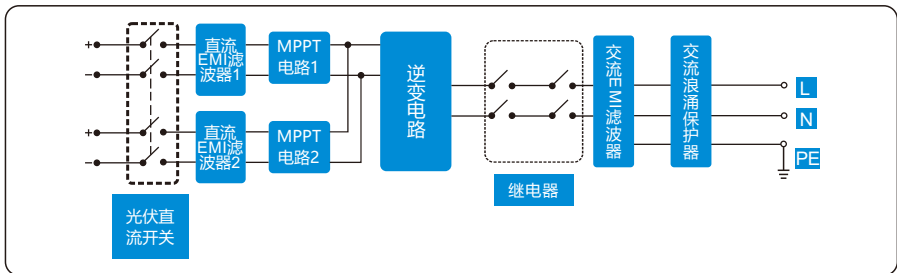 +
−
+
−
直流
EMI滤
波器1
MPPT
电路1
直流
EMI滤
波器2
MPPT
电路2
逆变电路
交流EMI滤波器
交流浪涌保护器
L
N
PE
继电器
光伏直
流开关